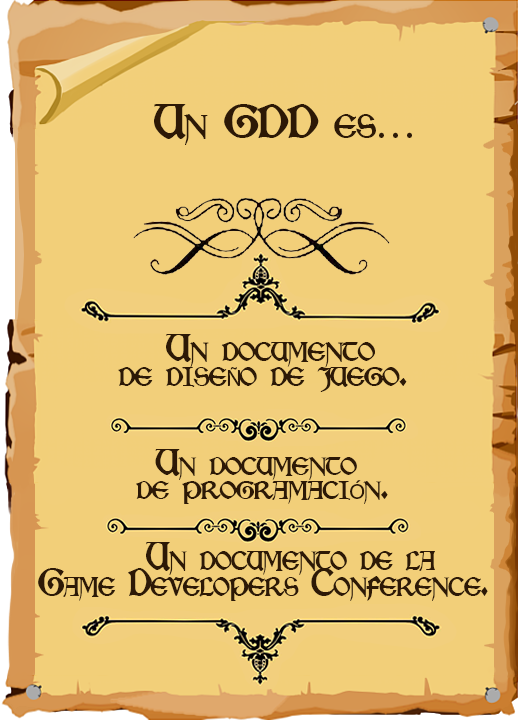 Un GDD es...
Un documento
de diseño de juego.
Un documento
de programación.
Un documento de la
Game Developers Conference.